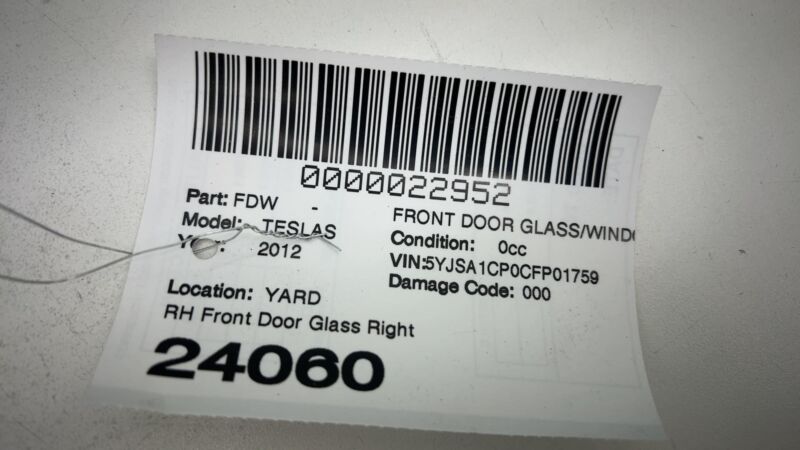 0000022952
Part: FDW -
FRONT DOOR GLASS/WIND
Model: TESLAS
Condition: 0cc
2012
VIN:5YJSA1CP0CFP01759
Damage Code: 000
Location: YARD
RH Front Door Glass Right
24060